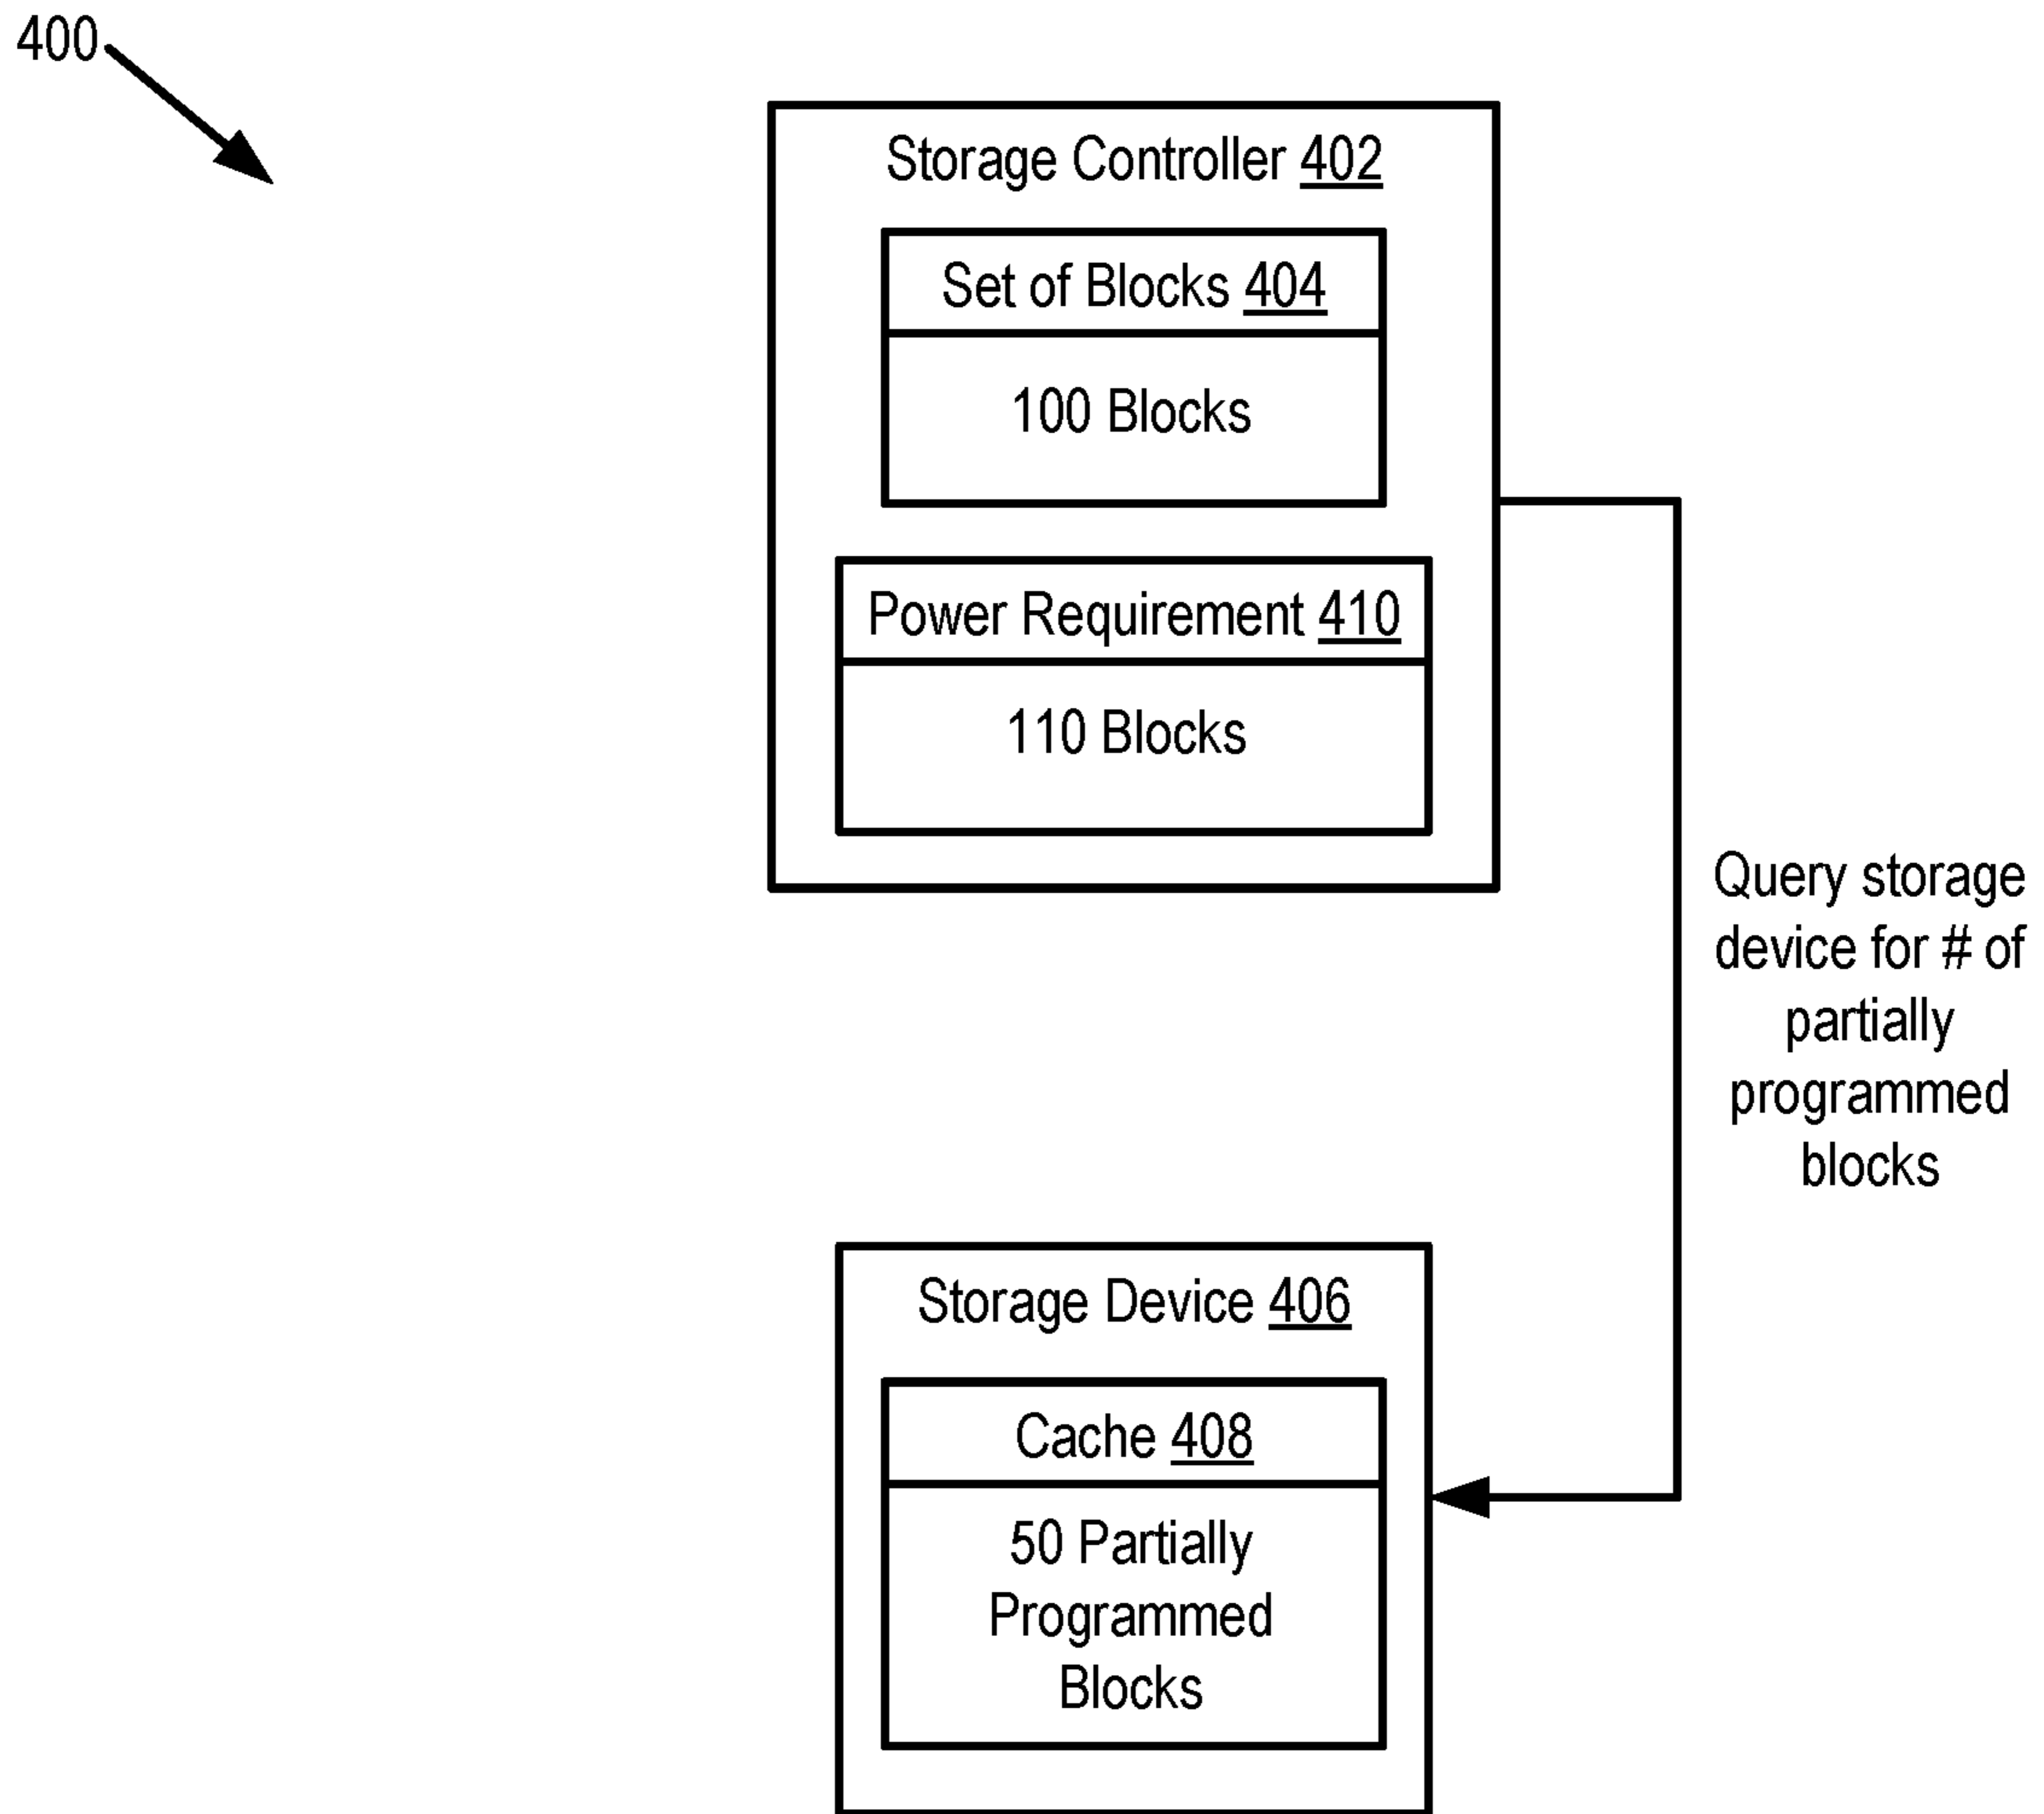 400
Storage Controller 402
Set of Blocks 404
100 Blocks
Power Requirement 410
110 Blocks
Query storage
device for # of
partially
programmed
blocks
Storage Device 406
Cache 408
50 Partially
Programmed
Blocks